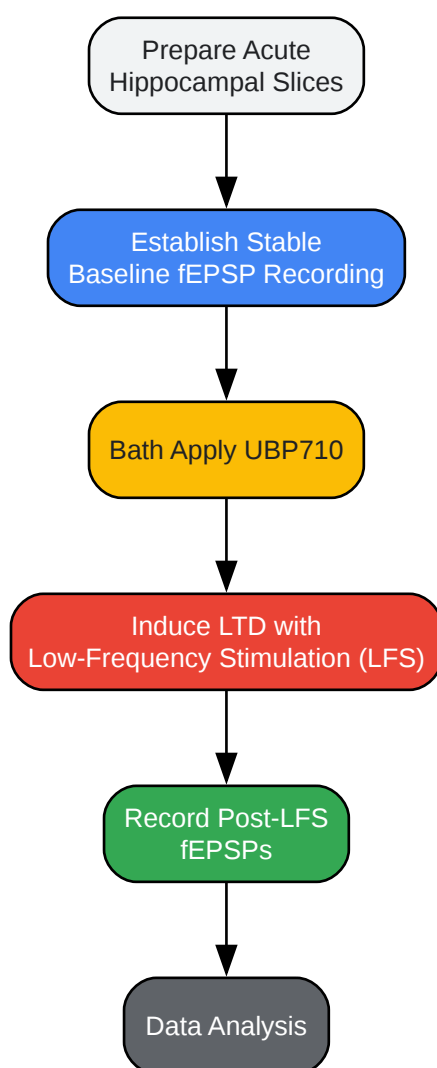 Prepare Acute
Hippocampal Slices
Establish Stable
Baseline fEPSP Recording
Bath Apply UBP710
Induce LTD with
Low-Frequency Stimulation (LFS)
Record Post-LFS
fEPSPs
Data Analysis